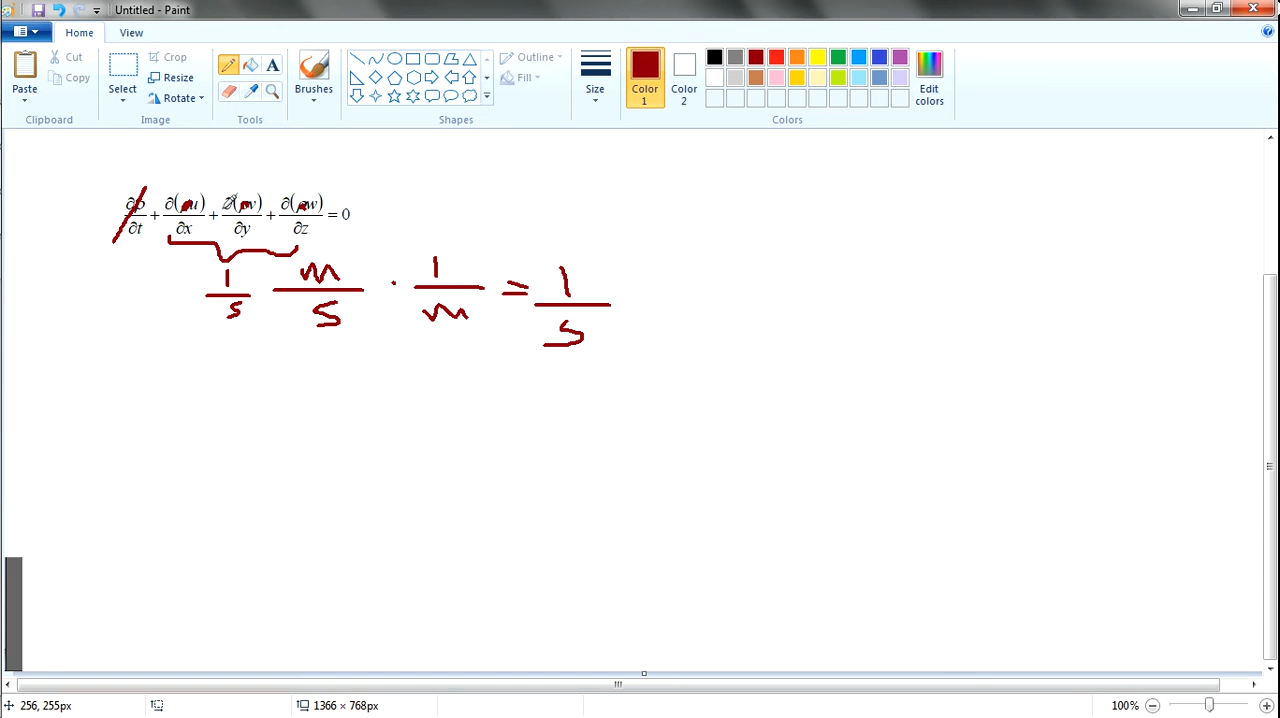 Untitled - Paint
Home View
Paste
Cut
Copy
Clipboard
Select
Crop
Resize
Rotate
Image
Tools
Brushes
Shapes
Outline
Fill
Size
Color 1
Color 2
Edit colors
Colors
∂ρ/∂t + ∂(ρu)/∂x + ∂(ρv)/∂y + ∂(ρw)/∂z = 0
1/s m/s · 1/m = 1/s
256, 255px
1366 × 768px
100%